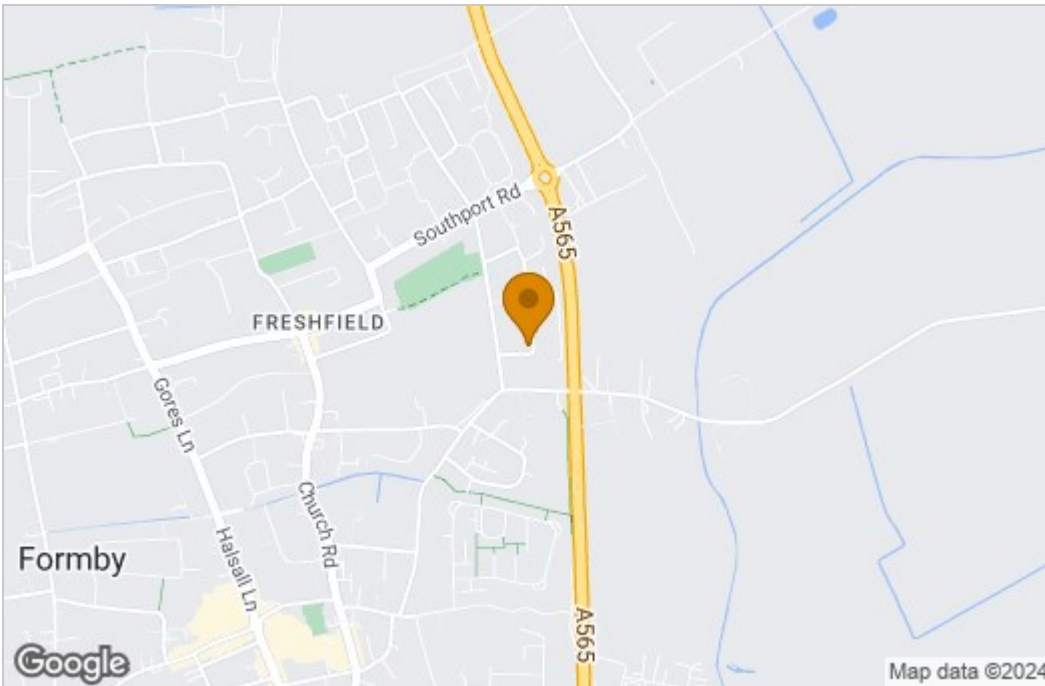 A565
Southport Rd
FRESHFIELD
Gores Ln
Church Rd
Halsall Ln
Formby
A565
Google
Map data ©2024